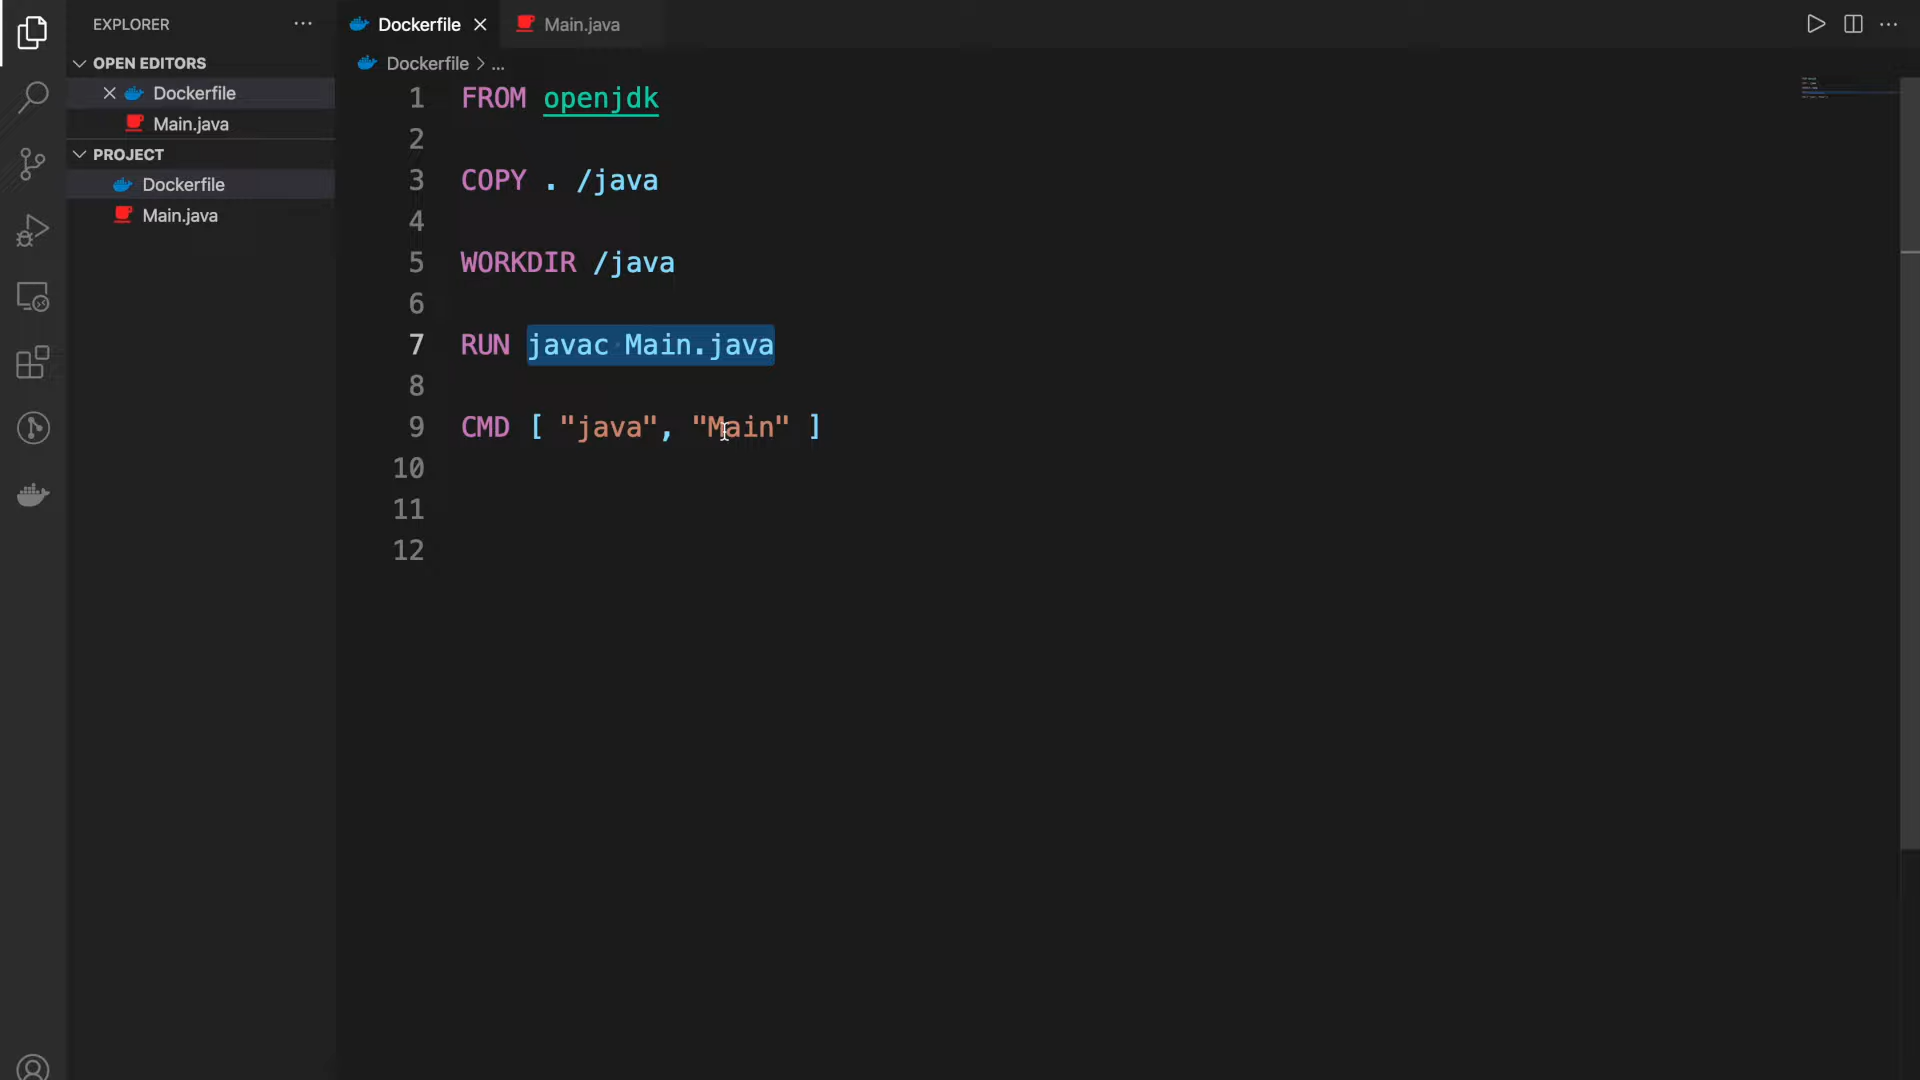 EXPLORER
OPEN EDITORS
Dockerfile
Main.java
PROJECT
Dockerfile
Main.java
Dockerfile
Main.java
Dockerfile > ...
1 FROM openjdk
2
3 COPY . /java
4
5 WORKDIR /java
6
7 RUN javac Main.java
8
9 CMD [ "java", "Main" ]
10
11
12